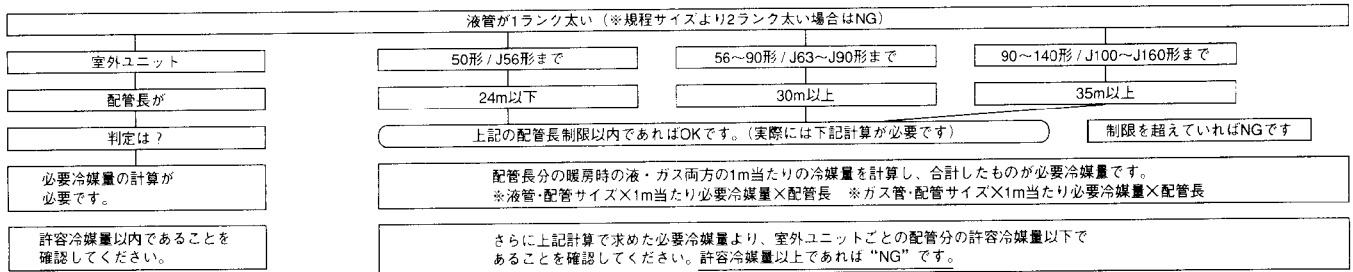 液管が1ランク太い（※規程サイズより2ランク太い場合はNG）
室外ユニット
50形 / J56形まで
56～90形 / J63～J90形まで
90～140形 / J100～J160形まで
配管長が
24m以下
30m以上
35m以上
判定は？
上記の配管長制限以内であればOKです。（実際には下記計算が必要です）
制限を超えていればNGです
必要冷媒量の計算が
必要です。
配管長分の暖房時の液・ガス両方の1m当たりの冷媒量を計算し、合計したものが必要冷媒量です。
※液管・配管サイズ×1m当たり必要冷媒量×配管長　※ガス管・配管サイズ×1m当たり必要冷媒量×配管長
許容冷媒量以内であることを
確認してください。
さらに上記計算で求めた必要冷媒量より、室外ユニットごとの配管分の許容冷媒量以下で
あることを確認してください。許容冷媒量以上であれば“NG”です。